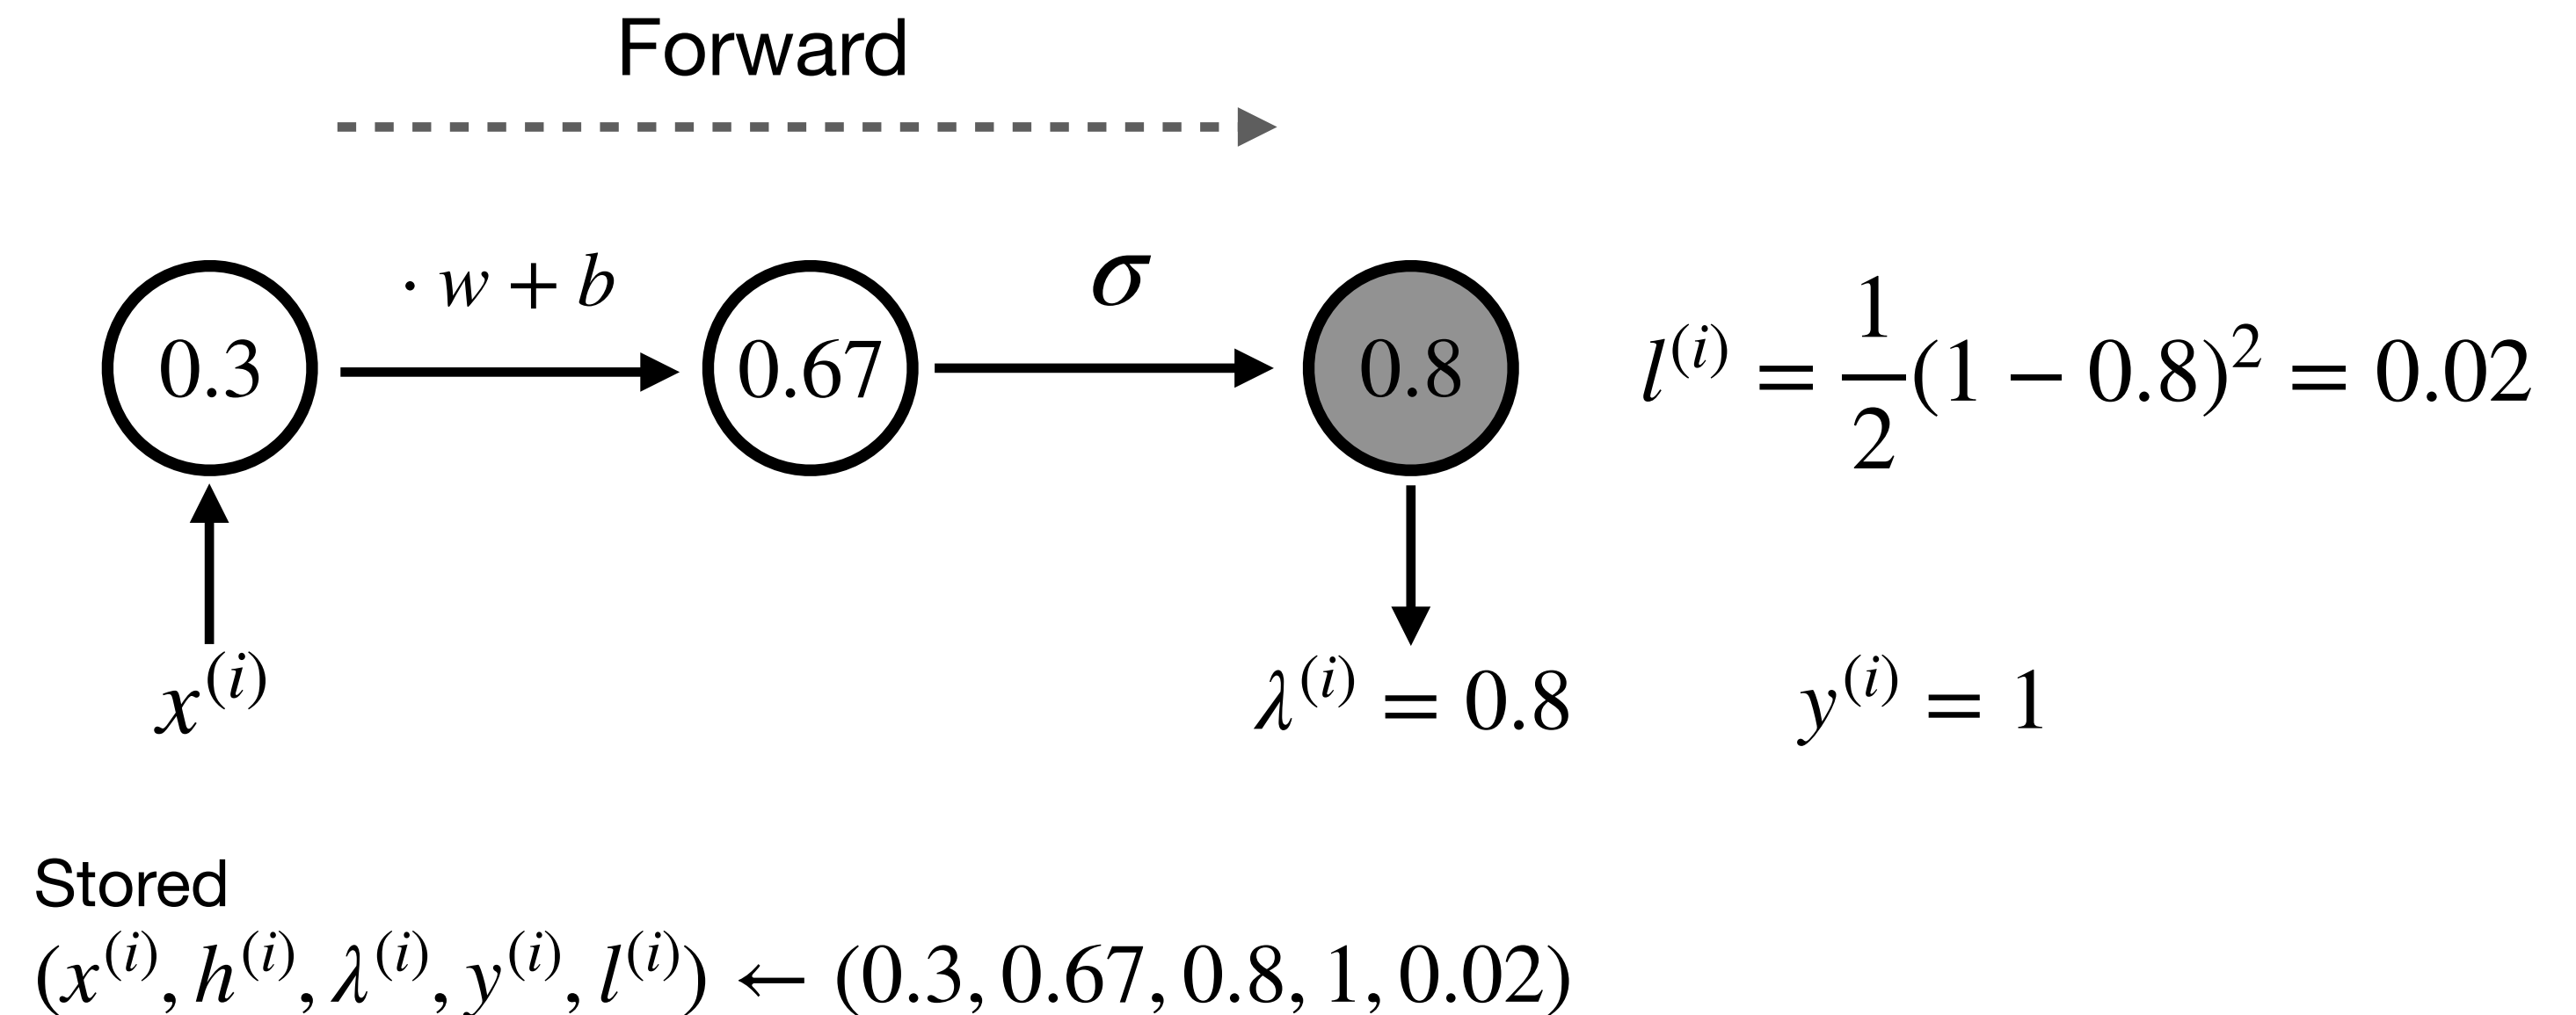 Forward
· w + b
σ
0.3
0.67
0.8
l^{(i)} = \frac{1}{2}(1 − 0.8)^2 = 0.02
x^{(i)}
λ^{(i)} = 0.8
y^{(i)} = 1
Stored
(x^{(i)}, h^{(i)}, λ^{(i)}, y^{(i)}, l^{(i)}) ← (0.3, 0.67, 0.8, 1, 0.02)